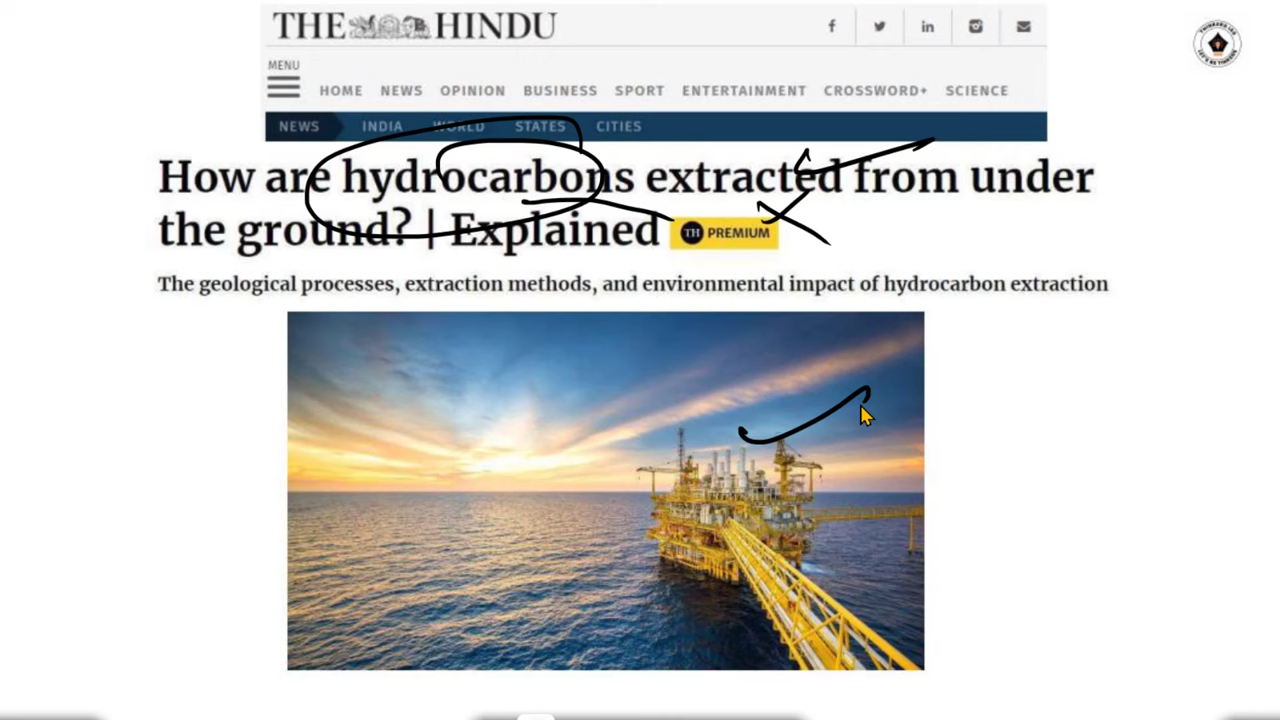 THE HINDU
MENU
HOME NEWS OPINION BUSINESS SPORT ENTERTAINMENT CROSSWORD+ SCIENCE
NEWS INDIA WORLD STATES CITIES
How are hydrocarbons extracted from under
the ground? | Explained TH PREMIUM
The geological processes, extraction methods, and environmental impact of hydrocarbon extraction